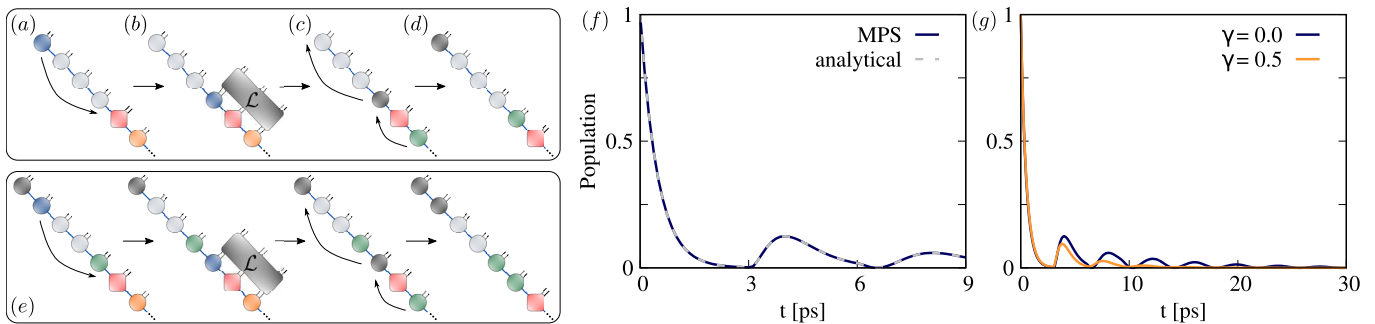 (a)
(b)
(c)
(d)
ℒ
(e)
ℒ
(f)
1
0.5
0
Population
MPS
analytical
0
3
6
9
t [ps]
(g)
1
0.5
0
γ = 0.0
γ = 0.5
0
10
20
30
t [ps]